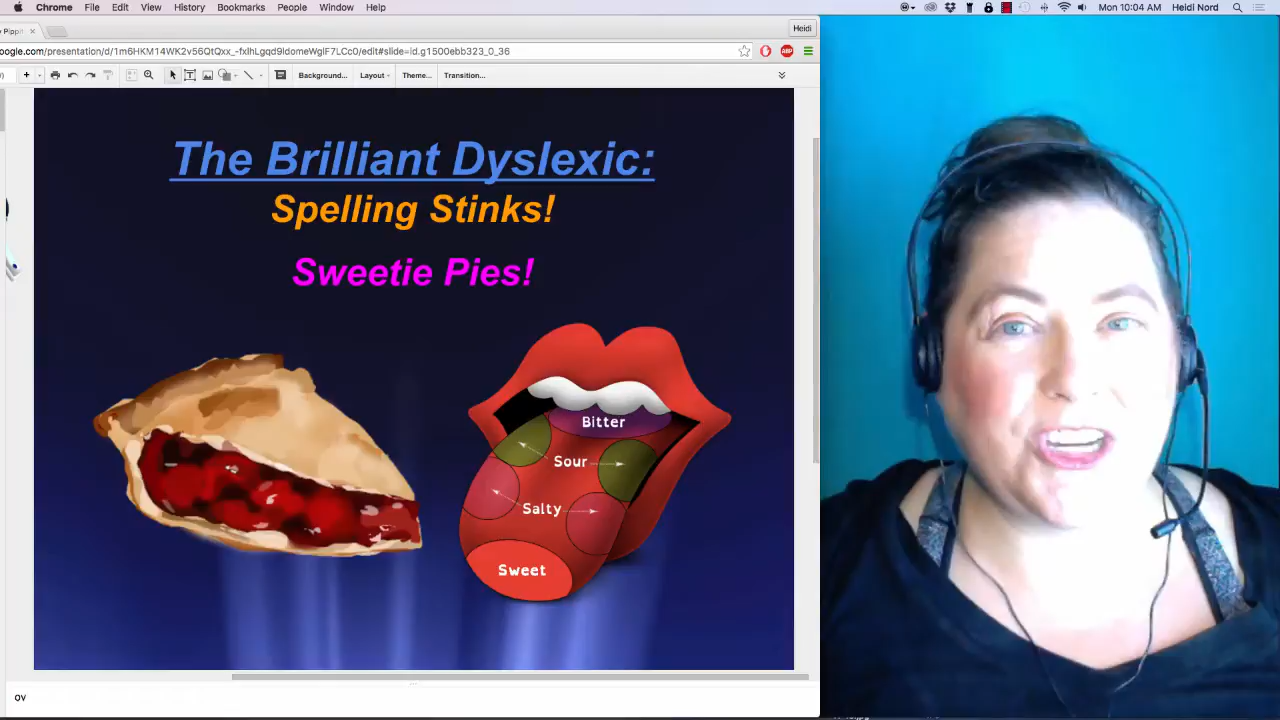 Chrome File Edit View History Bookmarks People Window Help Mon 10:04 AM Heidi Nord
Pippi
Heidi
oogle.com/presentation/d/1m6HKM14WK2v56QtQxx_-fxlhLgqd9ldomeWglF7LCc0/edit#slide=id.g1500ebb323_0_36
ABP
Background... Layout Theme... Transition...
The Brilliant Dyslexic:
Spelling Stinks!
Sweetie Pies!
Bitter
Sour
Salty
Sweet
ov